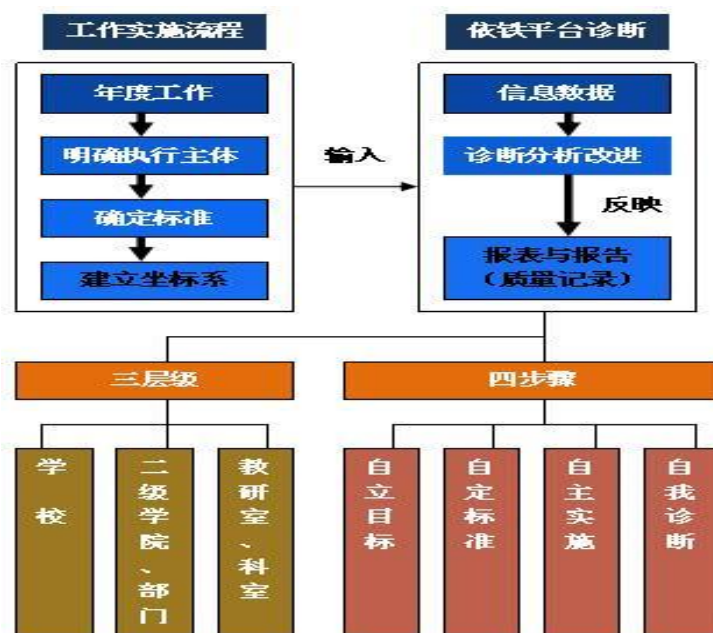 工作实施流程
依铁平台诊断
年度工作
明确执行主体
确定标准
建立坐标系
输入
信息数据
诊断分析改进
反映
报表与报告
（质量记录）
三层级
四步骤
学校
二级学院、部门
教研室、科室
自立目标
自定标准
自主实施
自我诊断